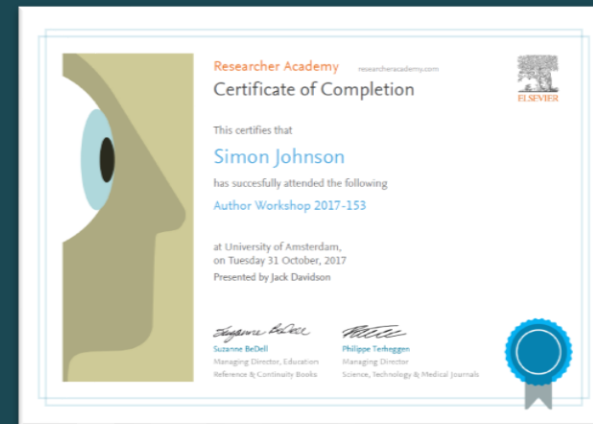 Researcher Academy researcheracademy.com
Certificate of Completion
ELSEVIER
This certifies that
Simon Johnson
has succesfully attended the following
Author Workshop 2017-153
at University of Amsterdam,
on Tuesday 31 October, 2017
Presented by Jack Davidson
Suzanne BeDell
Suzanne BeDell Philippe Terheggen
Managing Director, Education Managing Director
Reference & Continuity Books Science, Technology & Medical Journals